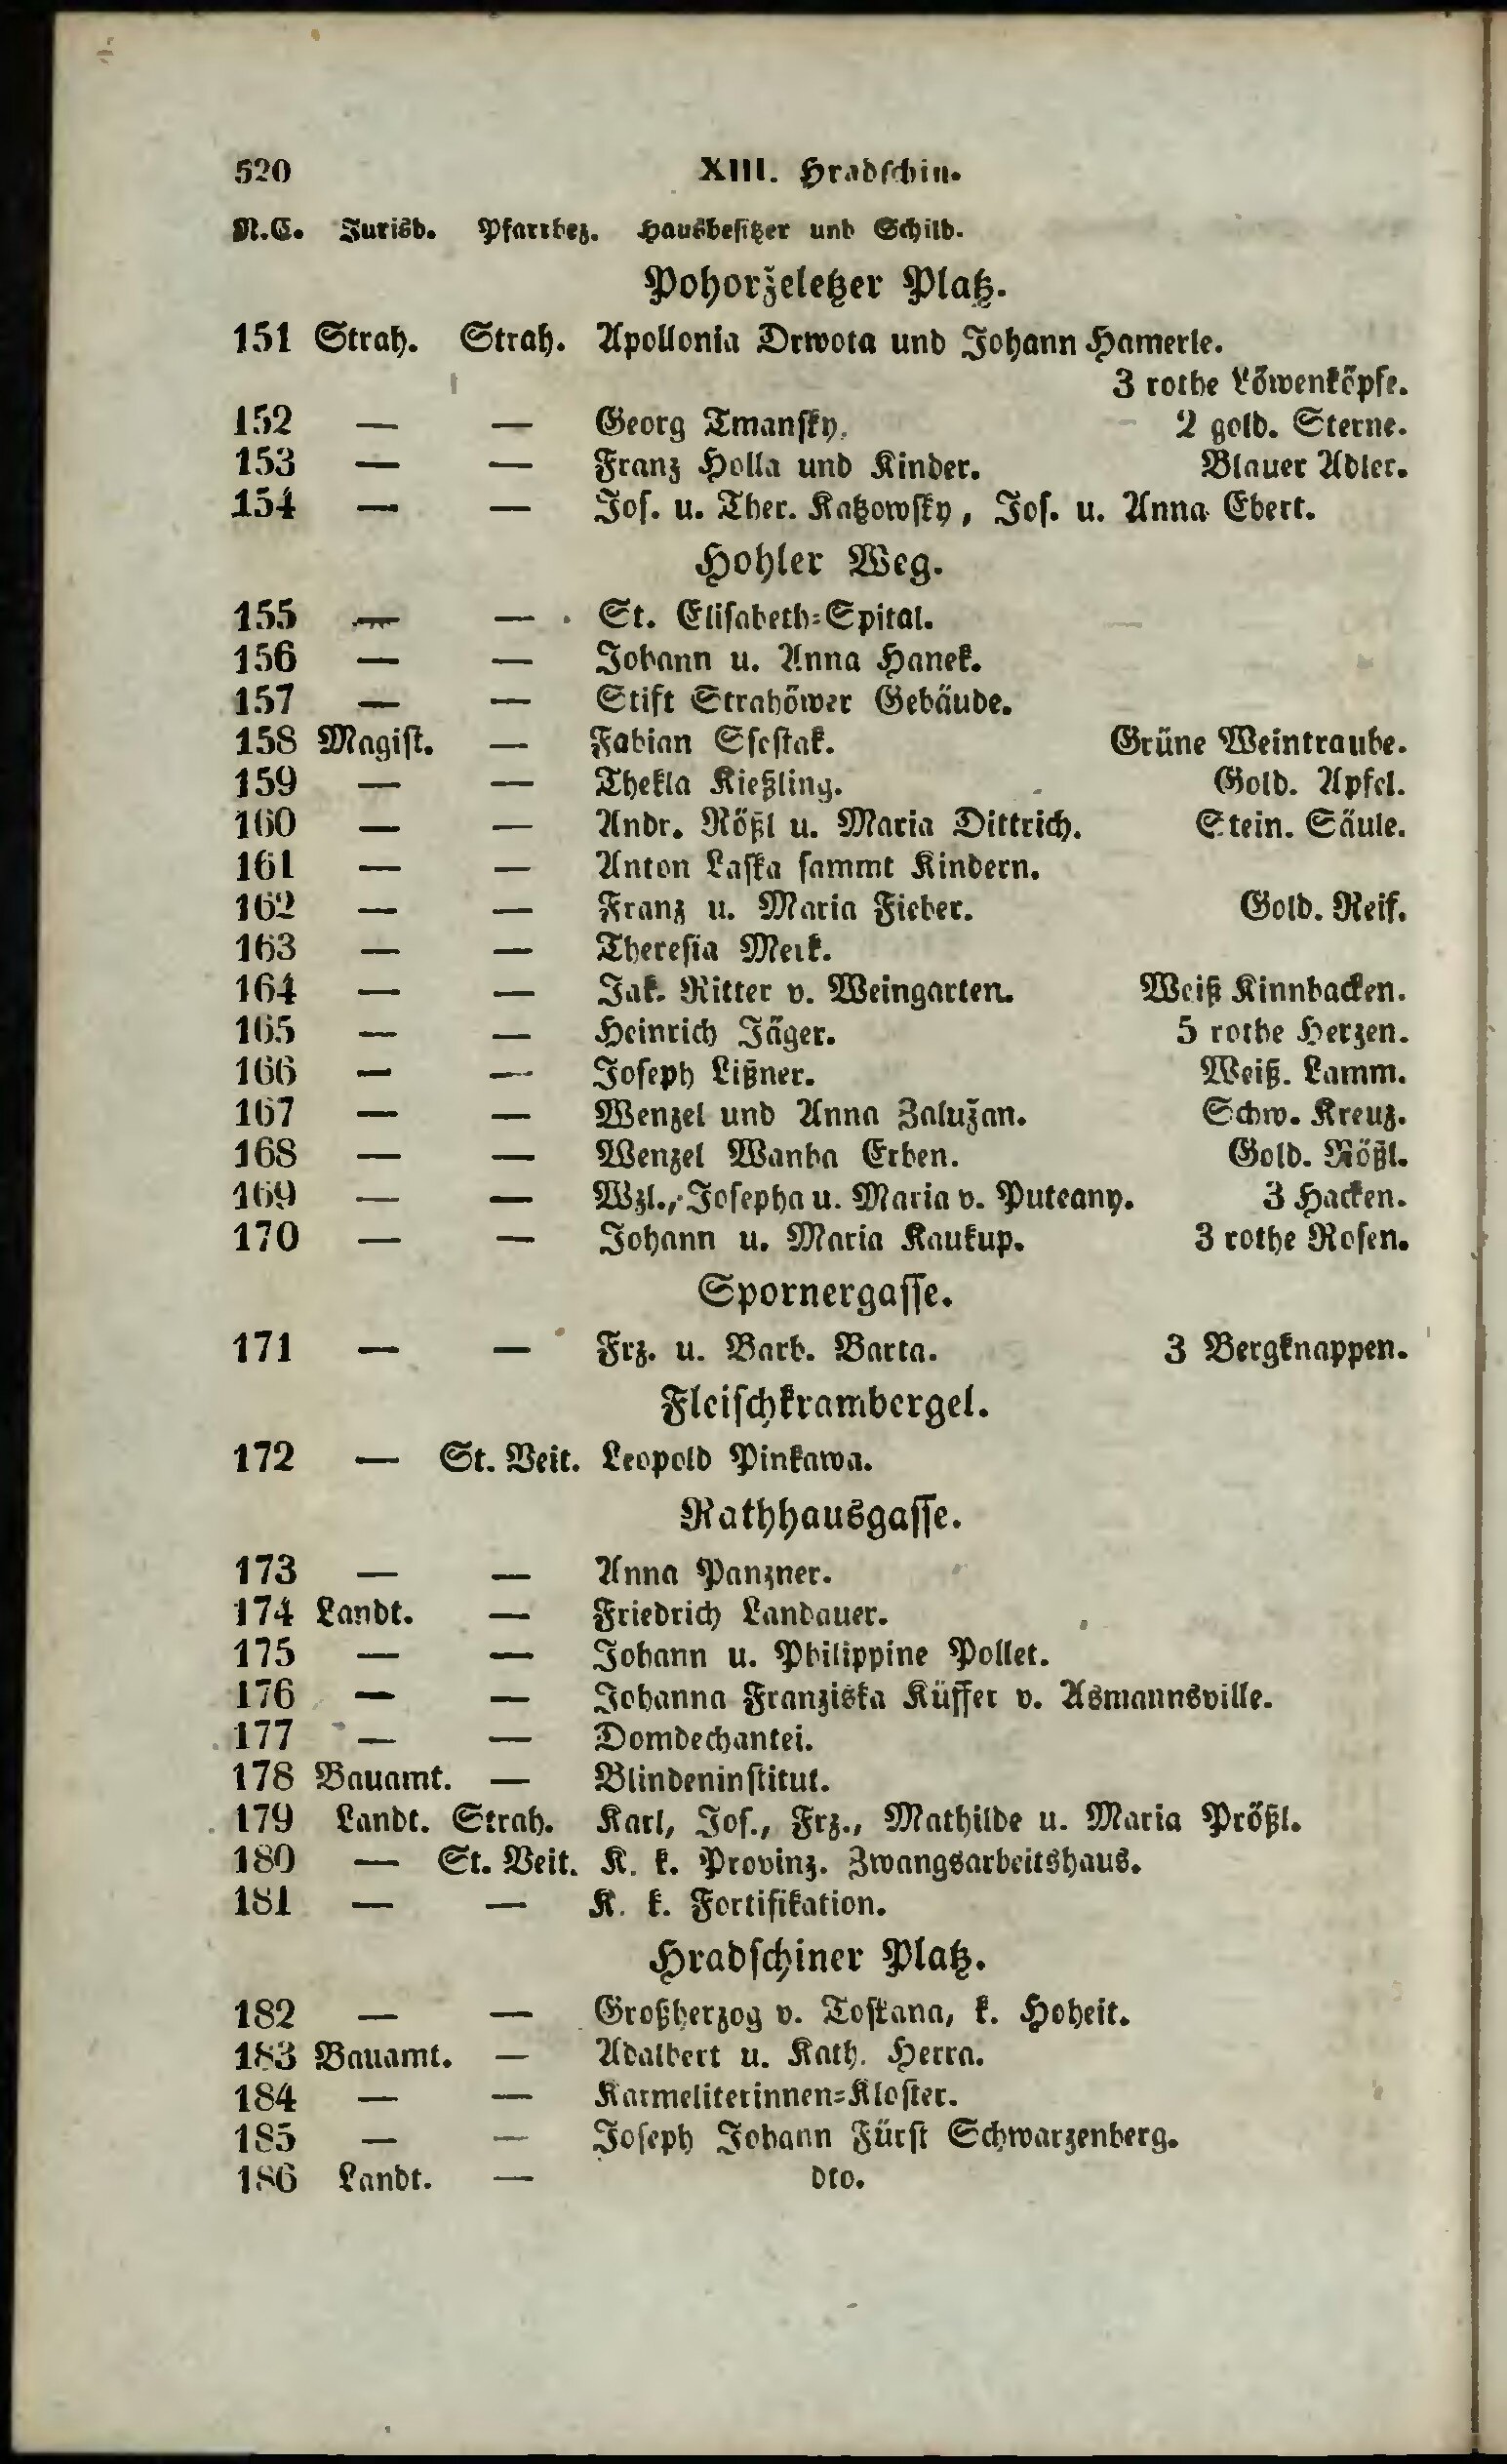 520 XIII. Hradschin.
N.C. Jurisd. Pfarrbez. Hausbesitzer und Schild.
Pohorželetzer Platz.
151 Strah. Strah. Apollonia Drwota und Johann Hamerle.
3 rothe Löwenköpfe.
152 — — Georg Tmansky. 2 gold. Sterne.
153 — — Franz Holla und Kinder. Blauer Adler.
154 — — Jos. u. Ther. Katzowsky, Jos. u. Anna Ebert.
Hohler Weg.
155 — — St. Elisabeth-Spital.
156 — — Johann u. Anna Hanek.
157 — — Stift Strahöwer Gebäude.
158 Magist. — Fabian Sfestak. Grüne Weintraube.
159 — — Thekla Kießling. Gold. Apfel.
160 — — Andr. Rößl u. Maria Dittrich. Stein. Säule.
161 — — Anton Laska sammt Kindern.
162 — — Franz u. Maria Fieber. Gold. Reif.
163 — — Theresia Merk.
164 — — Jak. Ritter v. Weingarten. Weiß Kinnbacken.
165 — — Heinrich Jäger. 5 rothe Herzen.
166 — — Joseph Lißner. Weiß. Lamm.
167 — — Wenzel und Anna Zalužan. Schw. Kreuz.
168 — — Wenzel Wanha Erben. Gold. Rößl.
169 — — Wzl., Josepha u. Maria v. Puteany. 3 Hacken.
170 — — Johann u. Maria Kaukup. 3 rothe Rosen.
Spornergasse.
171 — — Frz. u. Barb. Barta. 3 Bergknappen.
Fleischkrambergel.
172 — St. Veit. Leopold Pinkawa.
Rathhausgasse.
173 — — Anna Panzner.
174 Landt. — Friedrich Landauer.
175 — — Johann u. Philippine Pollet.
176 — — Johanna Franziska Küffer v. Asmannsville.
177 — — Domdechantei.
178 Bauamt. — Blindeninstitut.
179 Landt. Strah. Karl, Jos., Frz., Mathilde u. Maria Prößl.
180 — St. Veit. K. k. Provinz. Zwangsarbeitshaus.
181 — — K. k. Fortifikation.
Hradschiner Platz.
182 — — Großherzog v. Toskana, k. Hoheit.
183 Bauamt. — Adalbert u. Kath. Herra.
184 — — Karmeliterinnen-Kloster.
185 — — Joseph Johann Fürst Schwarzenberg.
186 Landt. — dto.